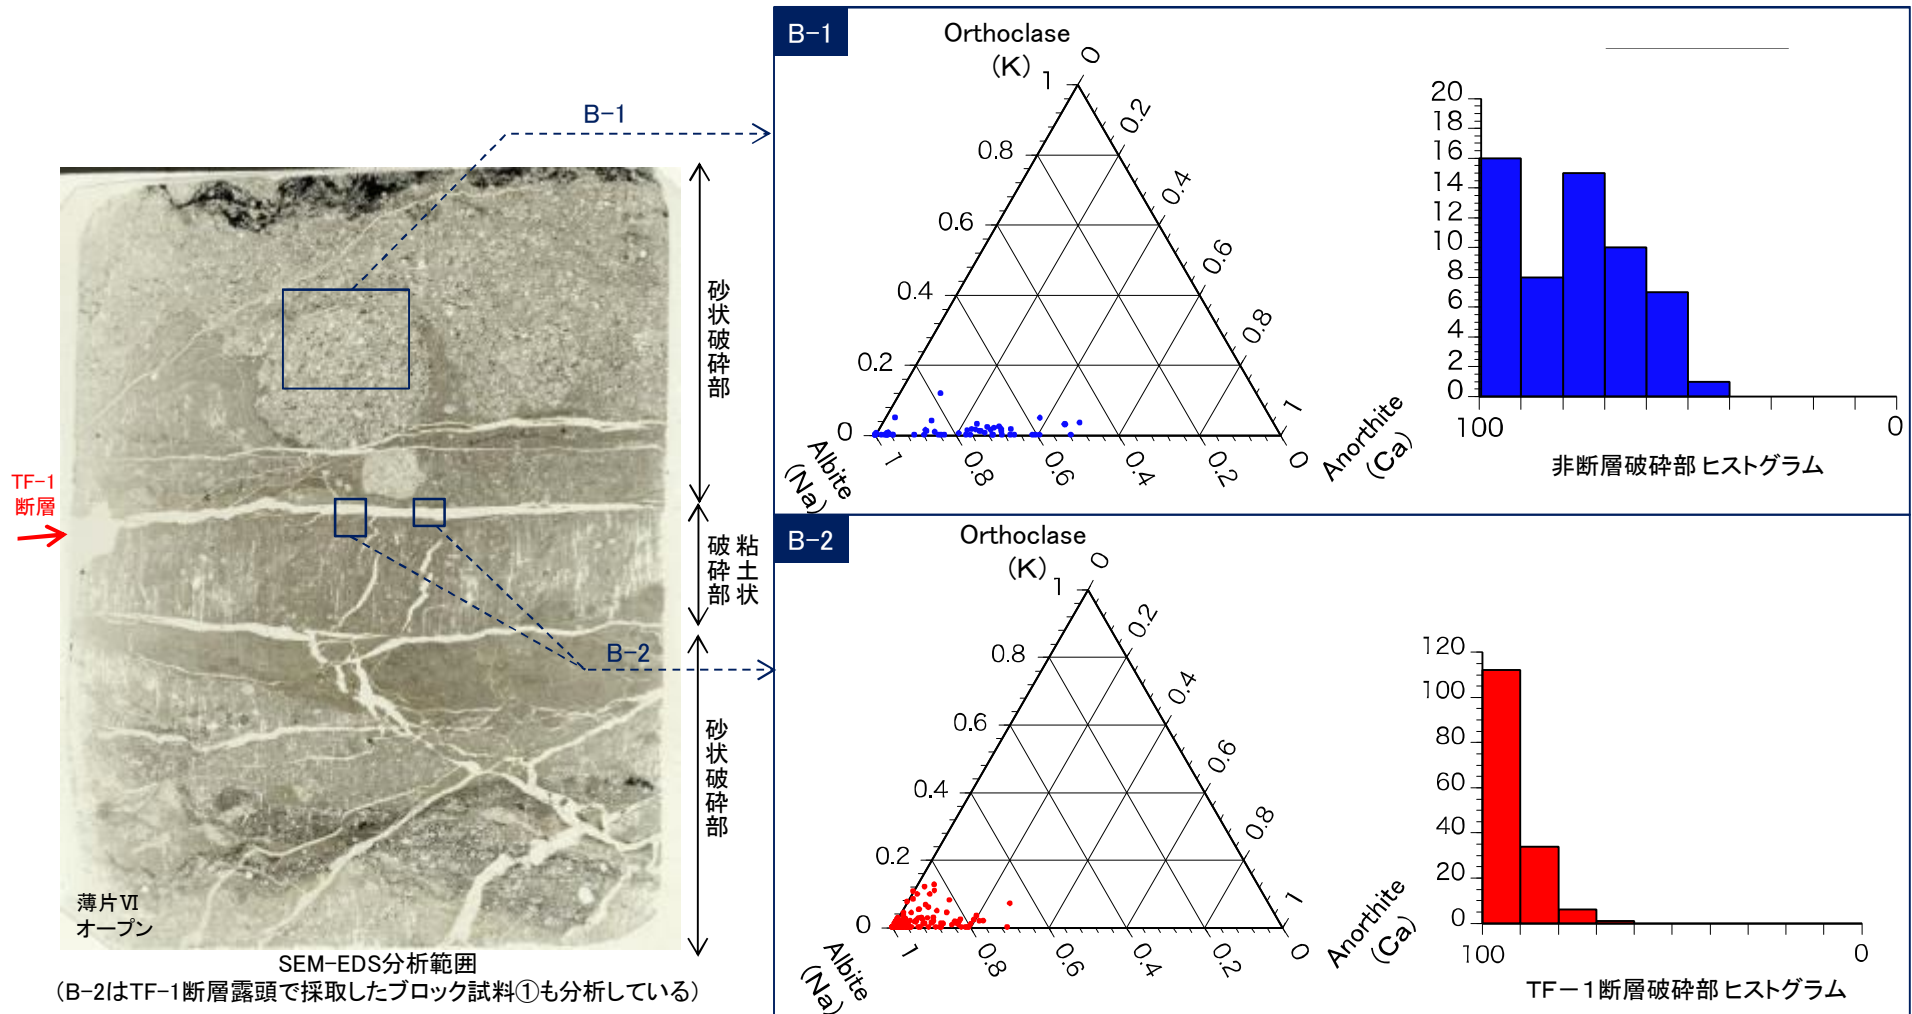 B-1
Orthoclase
(K)
1
0
0.2
0.8
0.4
0.6
0.6
0.4
0.8
0.2
1
0
1
0.8
0.6
0.4
0.2
0
Albite
(Na)
Anorthite
(Ca)
20
18
16
14
12
10
8
6
4
2
0
100
0
非断層破砕部 ヒストグラム
B-2
Orthoclase
(K)
1
0
0.2
0.8
0.4
0.6
0.6
0.4
0.8
0.2
1
0
1
0.8
0.6
0.4
0.2
0
Albite
(Na)
Anorthite
(Ca)
120
100
80
60
40
20
0
100
0
TF－1断層破砕部 ヒストグラム
B-1
砂状破砕部
TF-1
断層
粘土状
破砕部
B-2
砂状破砕部
薄片Ⅵ
オープン
SEM-EDS分析範囲
(B-2はTF-1断層露頭で採取したブロック試料①も分析している)